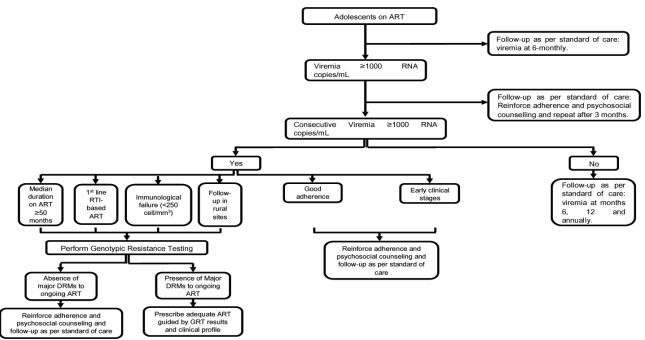 Adolescents on ART
Follow-up as per standard of care:
viremia at 6-monthly.
Viremia ≥1000 RNA
copies/mL
Follow-up as per standard of care:
Reinforce adherence and psychosocial
counselling and repeat after 3 months.
Consecutive Viremia ≥1000 RNA
copies/mL
Yes
No
Median
duration
on ART
≥50
months
1st line
RTI-
based
ART
Immunological
failure (<250
cell/mm³)
Follow-
up in
rural
sites
Good
adherence
Early clinical
stages
Follow-up as per
standard of care:
viremia at months
6, 12 and
annually.
Perform Genotypic Resistance Testing
Reinforce adherence and
psychosocial counseling and
follow-up as per standard of
care
Absence of
major DRMs to
ongoing ART
Presence of Major
DRMs to ongoing
ART
Reinforce adherence and
psychosocial counseling and
follow-up as per standard of care
Prescribe adequate ART
guided by GRT results
and clinical profile